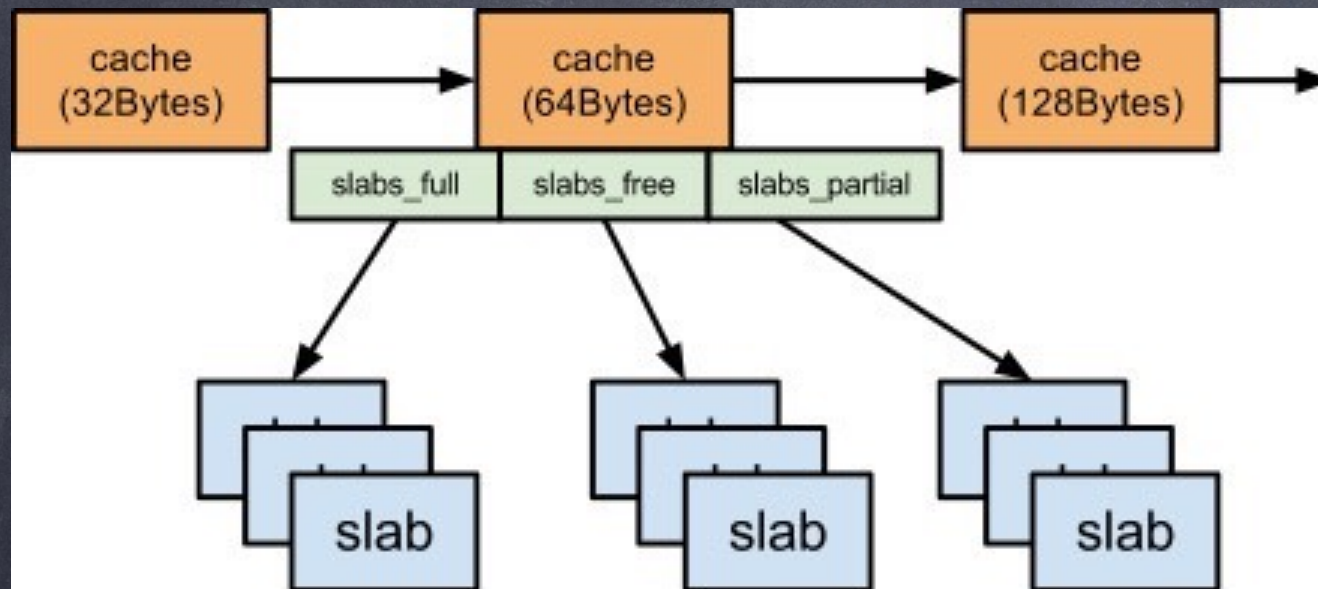 cache
(32Bytes)
cache
(64Bytes)
cache
(128Bytes)
slabs_full
slabs_free
slabs_partial
slab
slab
slab